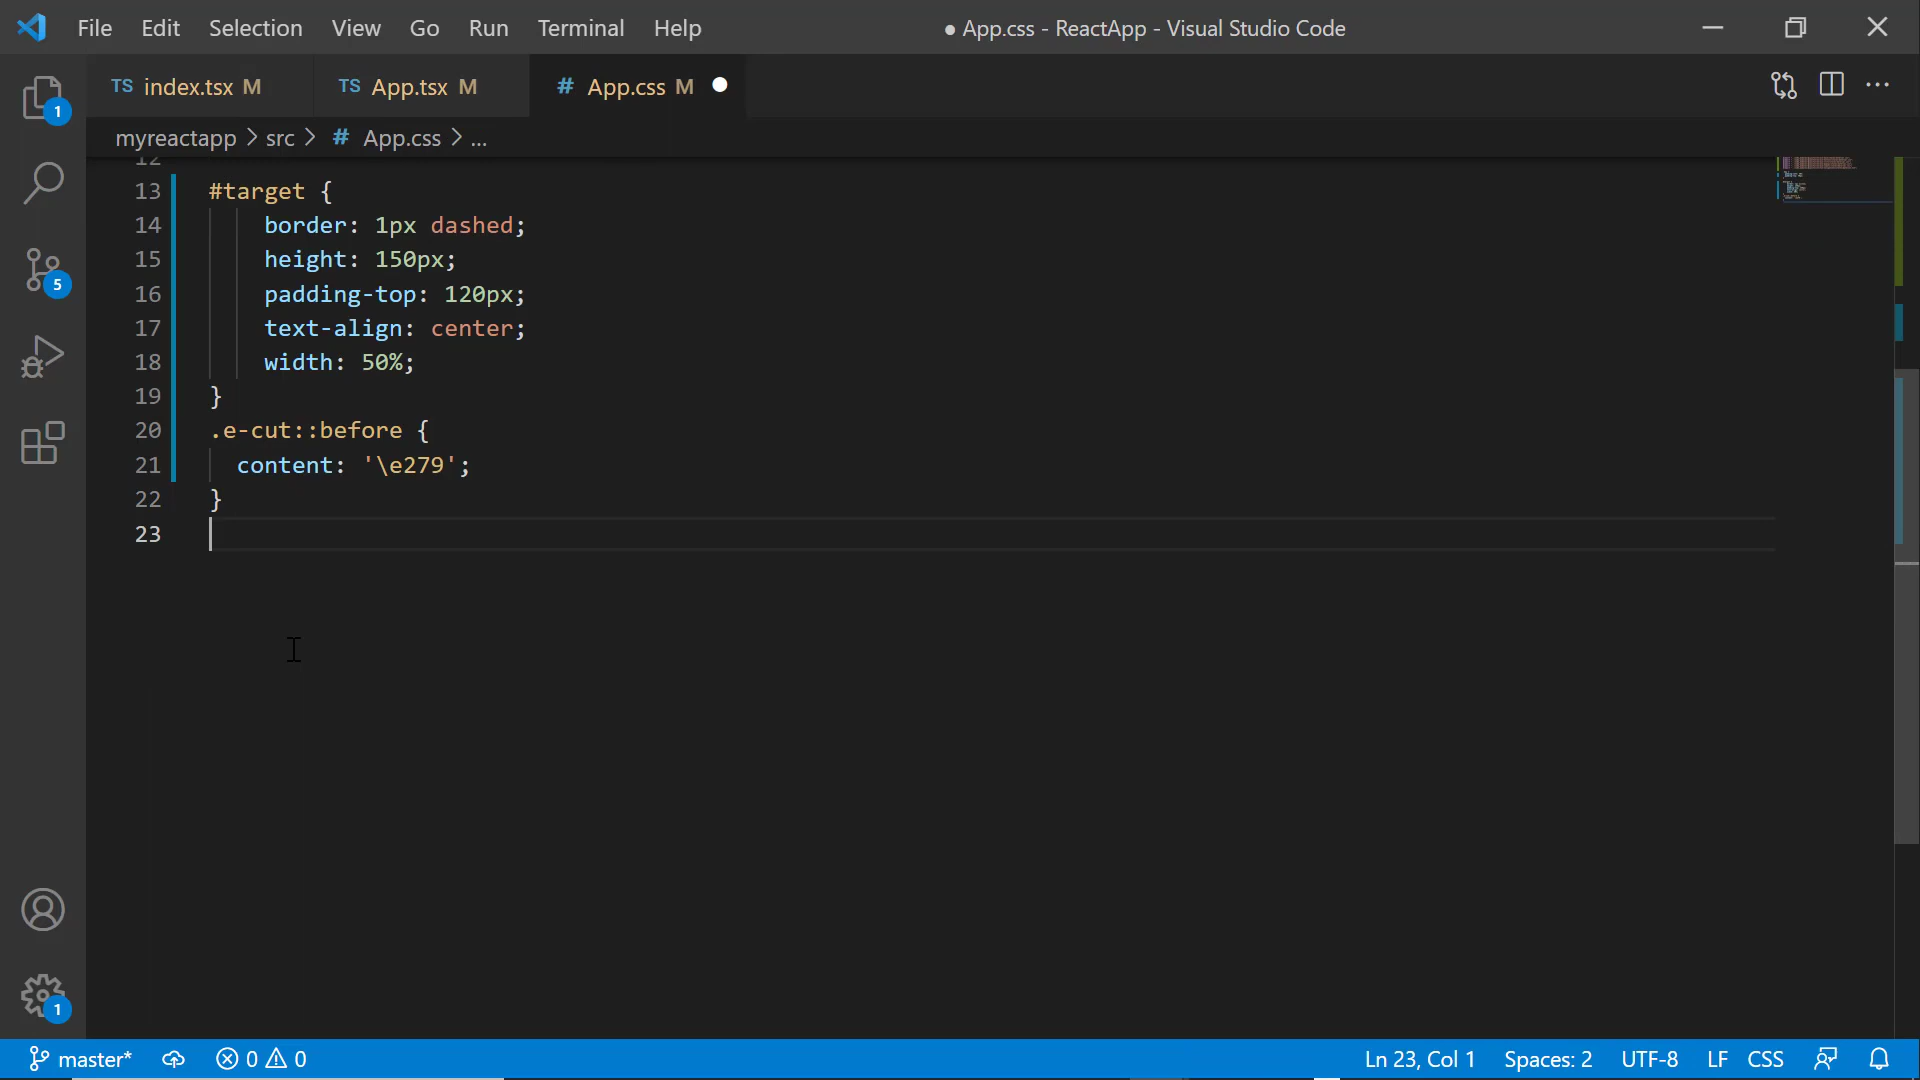 File Edit Selection View Go Run Terminal Help ● App.css - ReactApp - Visual Studio Code
TS index.tsx M TS App.tsx M # App.css M
1
myreactapp > src > # App.css > ...
12
13 #target {
14 border: 1px dashed;
15 height: 150px;
16 padding-top: 120px;
17 text-align: center;
18 width: 50%;
19 }
20 .e-cut::before {
21 content: '\e279';
22 }
23
5
1
master* 0 0 Ln 23, Col 1 Spaces: 2 UTF-8 LF CSS